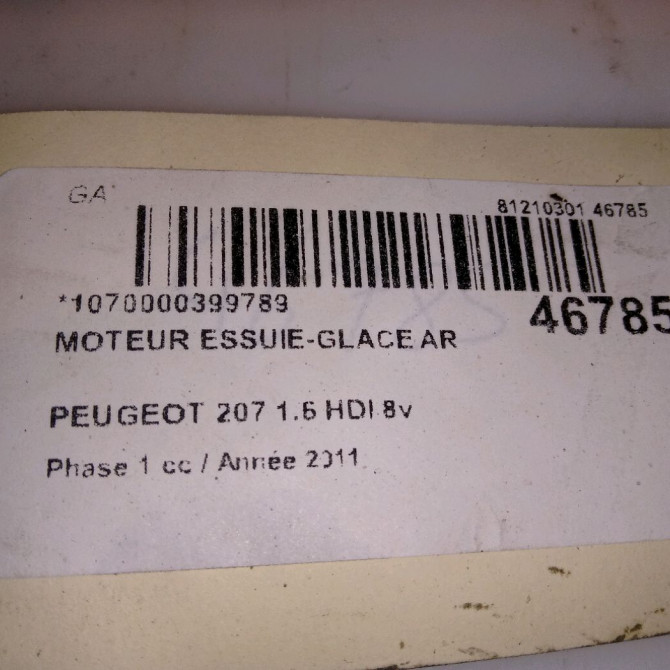 GA
81210301 46785
*1070000399789
46785
MOTEUR ESSUIE-GLACE AR
PEUGEOT 207 1.6 HDI 8v
Phase 1 cc / Année 2011